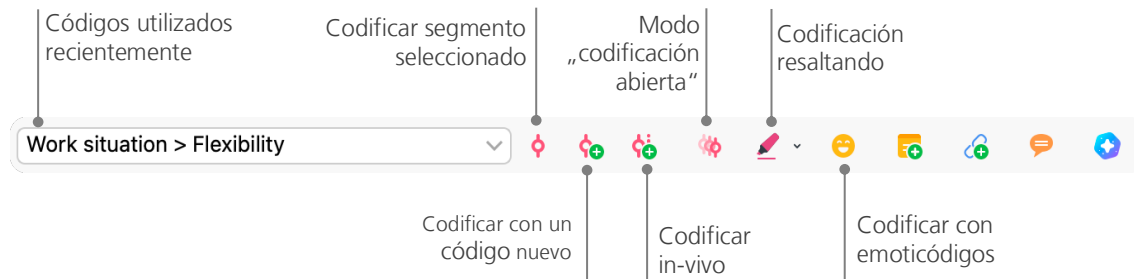 Códigos utilizados
recientemente
Codificar segmento
seleccionado
Modo
„codificación
abierta“
Codificación
resaltando
Work situation > Flexibility
Codificar con un
código nuevo
Codificar
in-vivo
Codificar con
emoticódigos